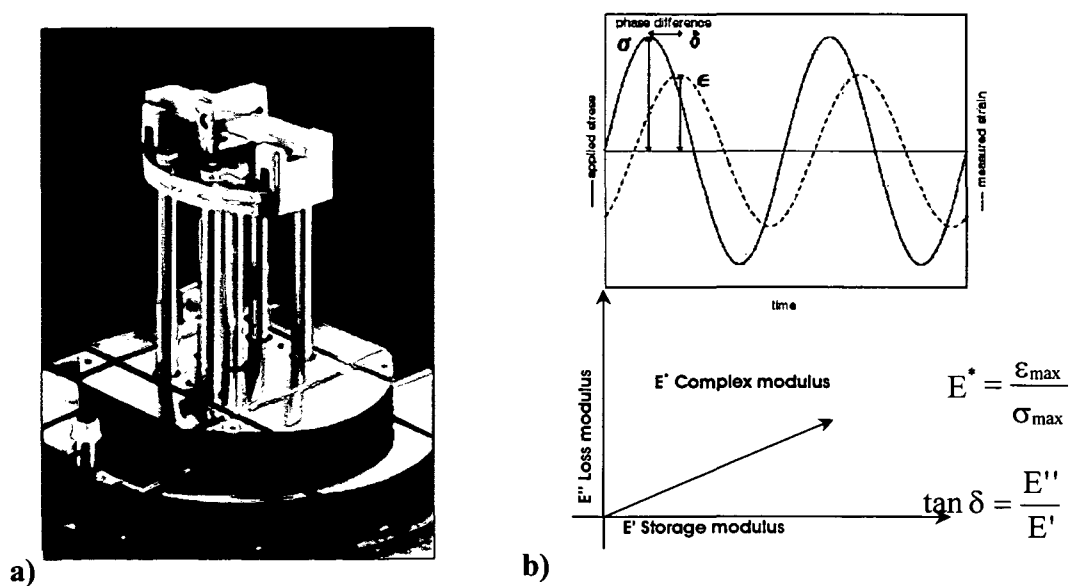 phase difference
σ δ
ϵ
applied stress
measured strain
time
E* Complex modulus
E'' Loss modulus
E' Storage modulus
E* = εmax / σmax
tan δ = E'' / E'
a)
b)